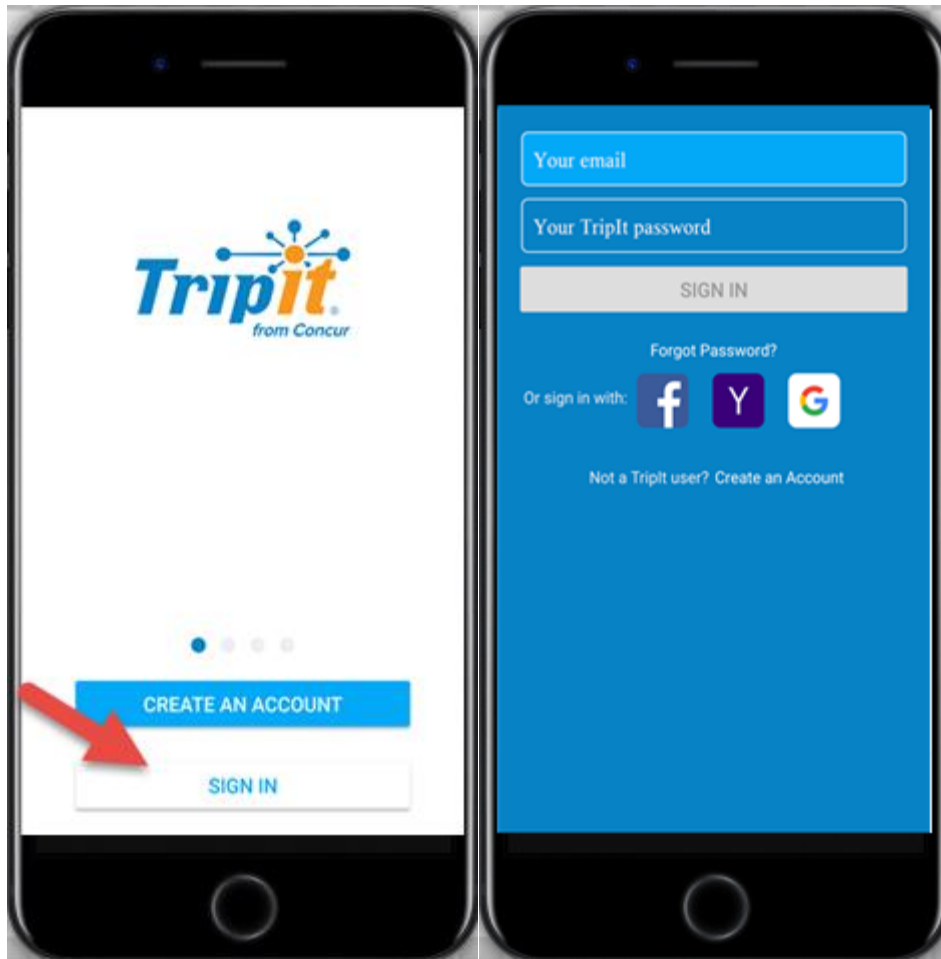 TripIt.
from Concur
CREATE AN ACCOUNT
SIGN IN
Your email
Your TripIt password
SIGN IN
Forgot Password?
Or sign in with: f Y G
Not a TripIt user? Create an Account